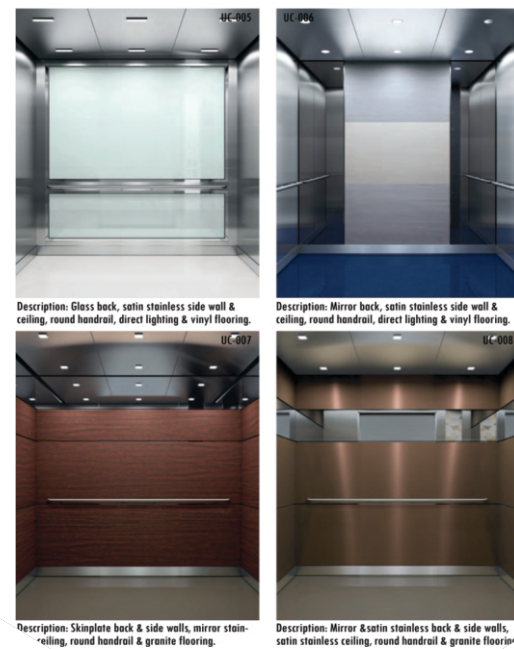 UC-005
UC-006
Description: Glass back, satin stainless side wall &
ceiling, round handrail, direct lighting & vinyl flooring.
Description: Mirror back, satin stainless side wall &
ceiling, round handrail, direct lighting & vinyl flooring.
UC-007
UC-008
Description: Skinplate back & side walls, mirror stain-
ceiling, round handrail & granite flooring.
Description: Mirror &satin stainless back & side walls,
satin stainless ceiling, round handrail & granite flooring